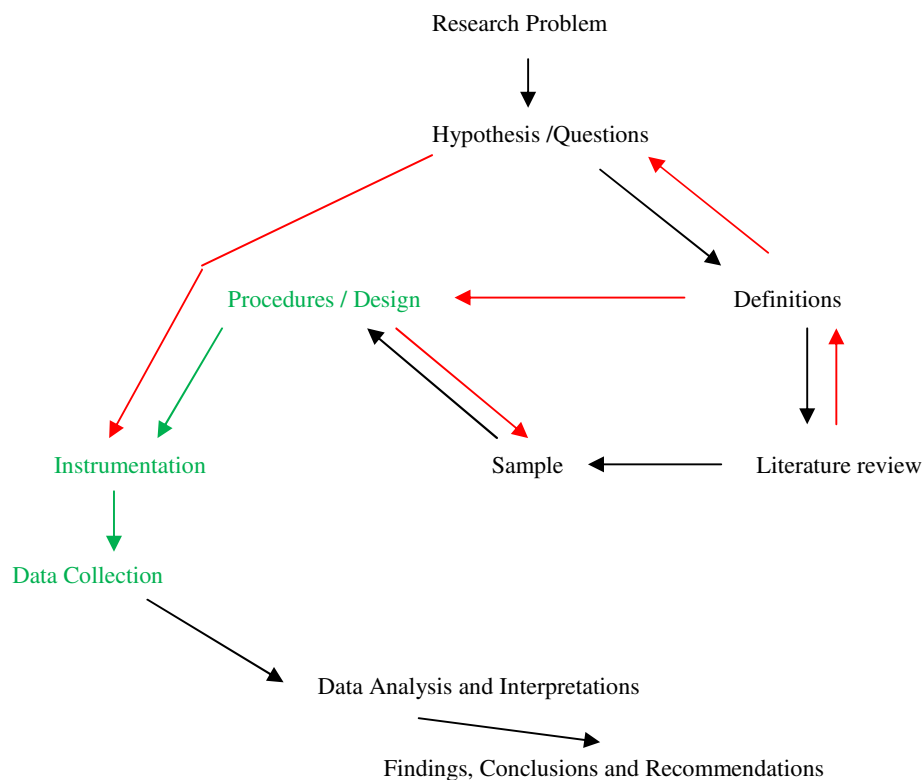 Research Problem
Hypothesis /Questions
Procedures / Design
Definitions
Instrumentation
Sample
Literature review
Data Collection
Data Analysis and Interpretations
Findings, Conclusions and Recommendations